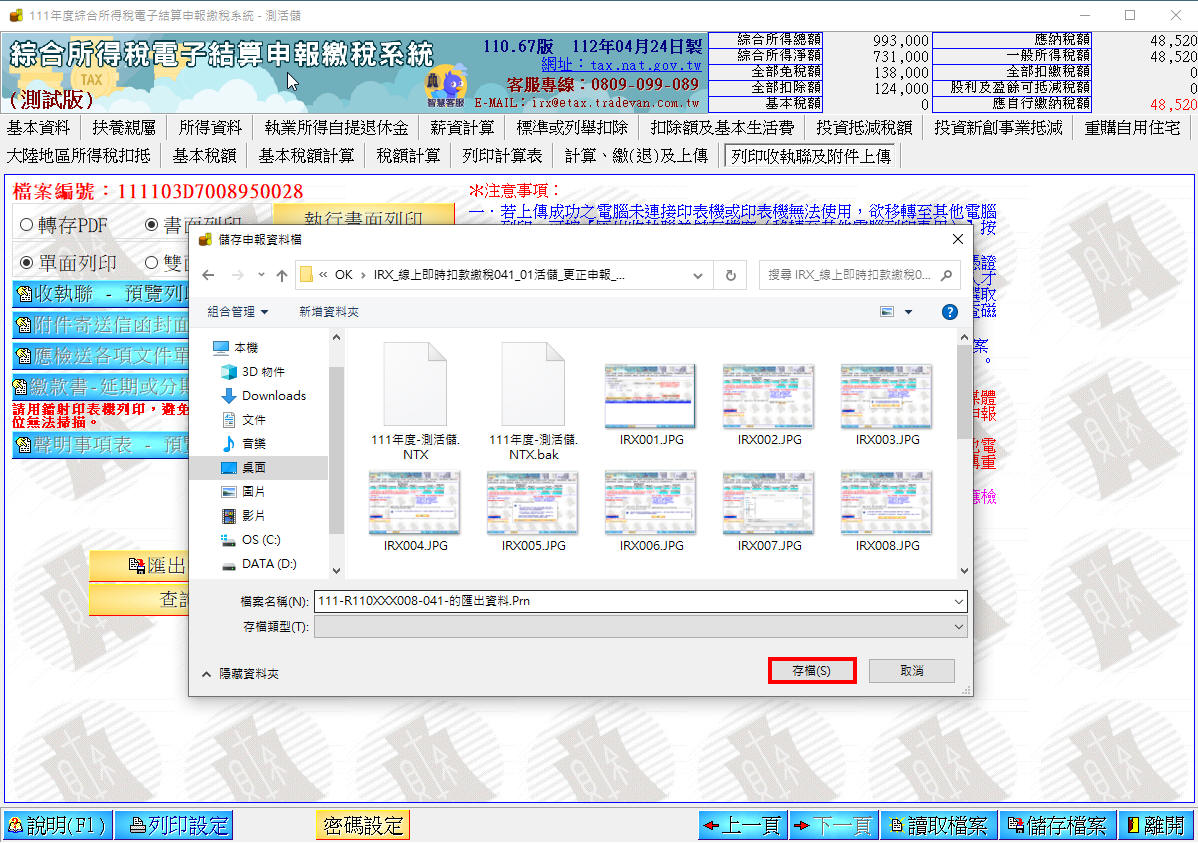 111年度綜合所得稅電子結算申報繳稅系統 - 測活儲
綜合所得稅電子結算申報繳稅系統
TAX
(測試版)
110.67版 112年04月24日製
網址：tax.nat.gov.tw
客服專線：0809-099-089
E-MAIL：irx@etax.tradevan.com.tw
智慧客服
綜合所得總額 993,000
綜合所得淨額 731,000
全部免稅額 138,000
全部扣除額 124,000
基本稅額 0
應納稅額 48,520
一般所得稅額 48,520
全部扣繳稅額 0
股利及盈餘可抵減稅額 0
應自行繳納稅額 48,520
基本資料 扶養親屬 所得資料 執業所得自提退休金 薪資計算 標準或列舉扣除 扣除額及基本生活費 投資抵減稅額 投資新創事業抵減 重購自用住宅
大陸地區所得稅扣抵 基本稅額 基本稅額計算 稅額計算 列印計算表 計算、繳(退)及上傳 列印收執聯及附件上傳
檔案編號：111103D7008950028
轉存PDF 書面列印 執行書面列印
單面列印 雙面
收執聯 - 預覽列印
附件寄送信函封面
應檢送各項文件單
繳款書-延期或分期
請用鐳射印表機列印，避免
位無法掃描。
聲明事項表 - 預覽
匯出
查詢
＊注意事項：
一．若上傳成功之電腦未連接印表機或印表機無法使用，欲移轉至其他電腦
按
憑證
才
選取
磁
案
。
媒體
申報
電
重
應檢
儲存申報資料檔
« OK › IRX_線上即時扣款繳稅041_01活儲_更正申報_...
搜尋 IRX_線上即時扣款繳稅0...
組合管理 新增資料夾
本機
3D 物件
Downloads
文件
音樂
桌面
圖片
影片
OS (C:)
DATA (D:)
111年度-測活儲.
NTX
111年度-測活儲.
NTX.bak
IRX001.JPG
IRX002.JPG
IRX003.JPG
IRX004.JPG
IRX005.JPG
IRX006.JPG
IRX007.JPG
IRX008.JPG
檔案名稱(N): 111-R110XXX008-041-的匯出資料.Prn
存檔類型(T):
隱藏資料夾
存檔(S) 取消
說明(F1) 列印設定 密碼設定 上一頁 下一頁 讀取檔案 儲存檔案 離開